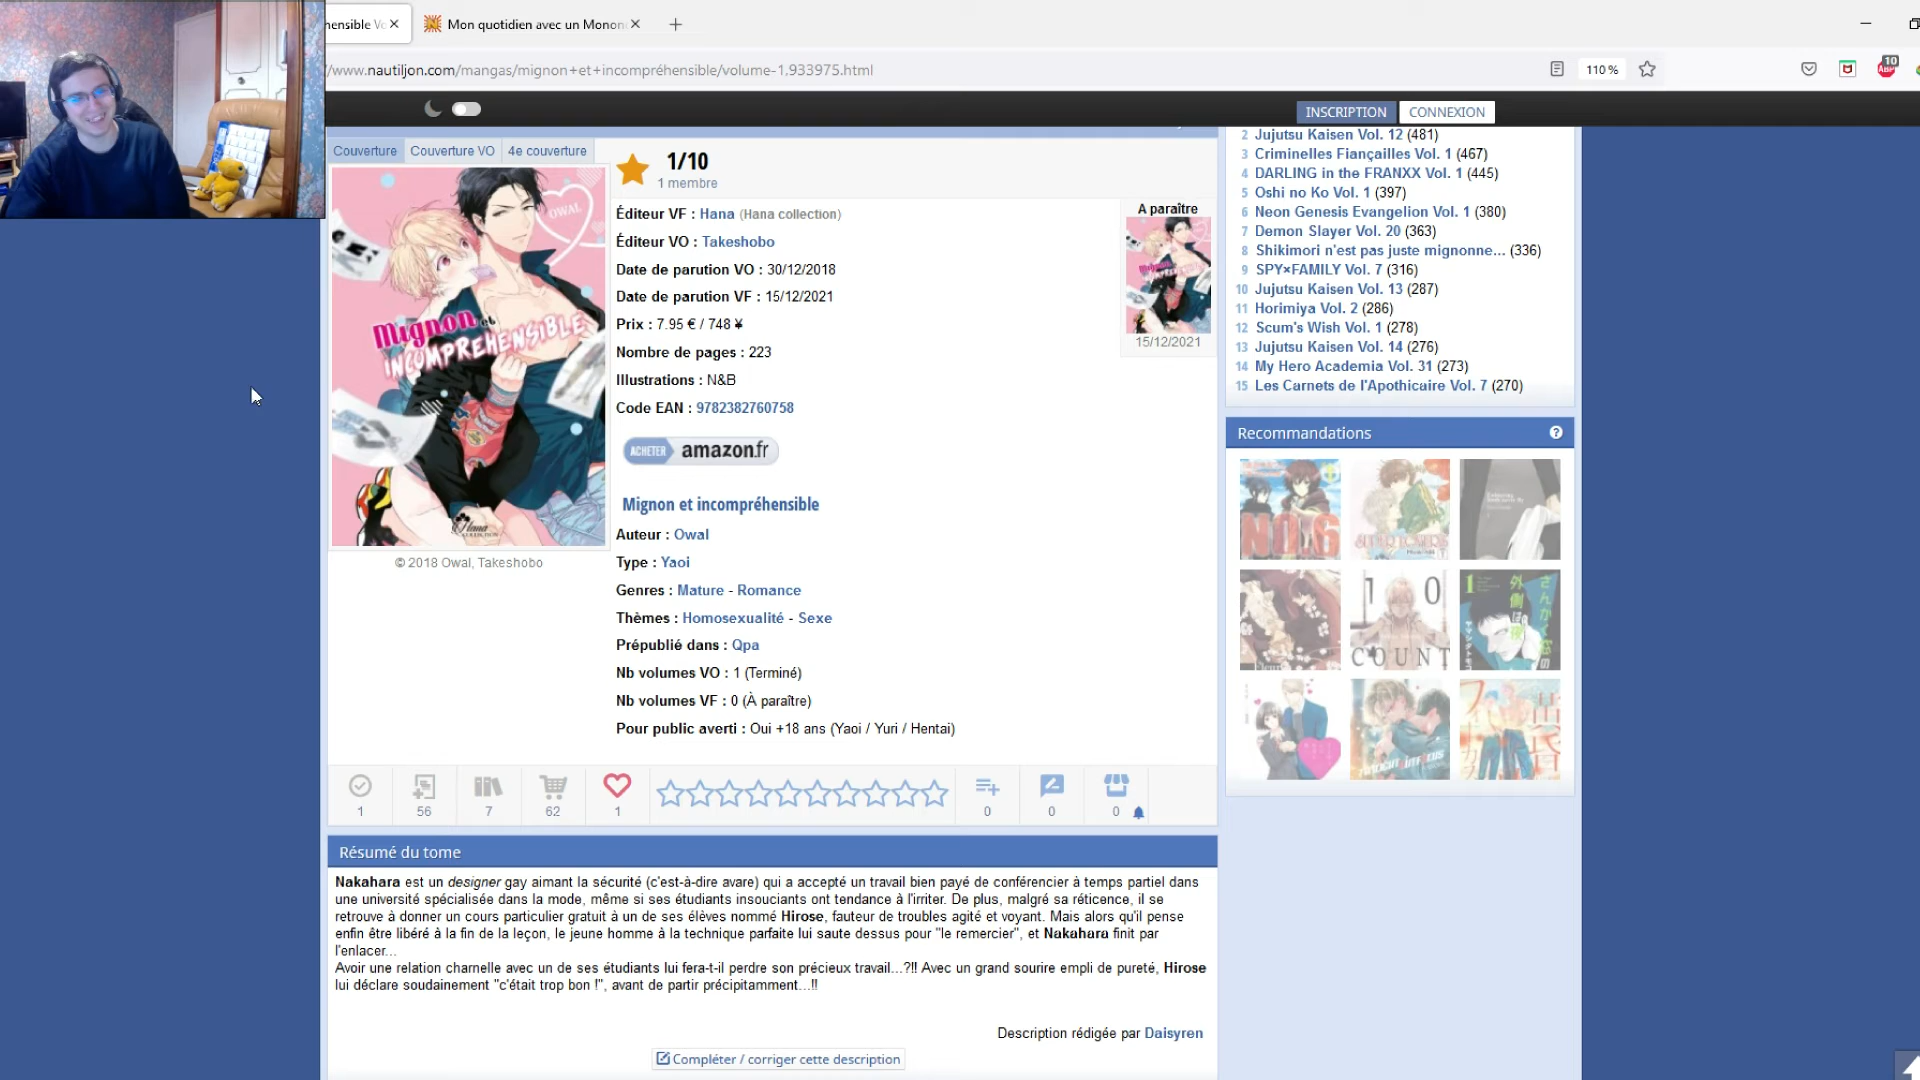 hensible Vo
Mon quotidien avec un Monon
/www.nautiljon.com/mangas/mignon+et+incompréhensible/volume-1,933975.html
110 %
10
INSCRIPTION
CONNEXION
Couverture
Couverture VO
4e couverture
OWAL
Mignon et
INCOMPREHENSIBLE
Hana
COLLECTION
© 2018 Owal, Takeshobo
1/10
1 membre
Éditeur VF : Hana (Hana collection)
Éditeur VO : Takeshobo
Date de parution VO : 30/12/2018
Date de parution VF : 15/12/2021
Prix : 7.95 € / 748 ¥
Nombre de pages : 223
Illustrations : N&B
Code EAN : 9782382760758
ACHETER amazon.fr
Mignon et incompréhensible
Auteur : Owal
Type : Yaoi
Genres : Mature - Romance
Thèmes : Homosexualité - Sexe
Prépublié dans : Qpa
Nb volumes VO : 1 (Terminé)
Nb volumes VF : 0 (À paraître)
Pour public averti : Oui +18 ans (Yaoi / Yuri / Hentai)
A paraître
15/12/2021
1
56
7
62
1
0
0
0
Résumé du tome
Nakahara est un designer gay aimant la sécurité (c'est-à-dire avare) qui a accepté un travail bien payé de conférencier à temps partiel dans
une université spécialisée dans la mode, même si ses étudiants insouciants ont tendance à l'irriter. De plus, malgré sa réticence, il se
retrouve à donner un cours particulier gratuit à un de ses élèves nommé Hirose, fauteur de troubles agité et voyant. Mais alors qu'il pense
enfin être libéré à la fin de la leçon, le jeune homme à la technique parfaite lui saute dessus pour "le remercier", et Nakahara finit par
l'enlacer...
Avoir une relation charnelle avec un de ses étudiants lui fera-t-il perdre son précieux travail...?!! Avec un grand sourire empli de pureté, Hirose
lui déclare soudainement "c'était trop bon !", avant de partir précipitamment...!!
Description rédigée par Daisyren
Compléter / corriger cette description
2 Jujutsu Kaisen Vol. 12 (481)
3 Criminelles Fiançailles Vol. 1 (467)
4 DARLING in the FRANXX Vol. 1 (445)
5 Oshi no Ko Vol. 1 (397)
6 Neon Genesis Evangelion Vol. 1 (380)
7 Demon Slayer Vol. 20 (363)
8 Shikimori n'est pas juste mignonne... (336)
9 SPY×FAMILY Vol. 7 (316)
10 Jujutsu Kaisen Vol. 13 (287)
11 Horimiya Vol. 2 (286)
12 Scum's Wish Vol. 1 (278)
13 Jujutsu Kaisen Vol. 14 (276)
14 My Hero Academia Vol. 31 (273)
15 Les Carnets de l'Apothicaire Vol. 7 (270)
Recommandations
NO.6
SUPER LOVERS
10
COUNT